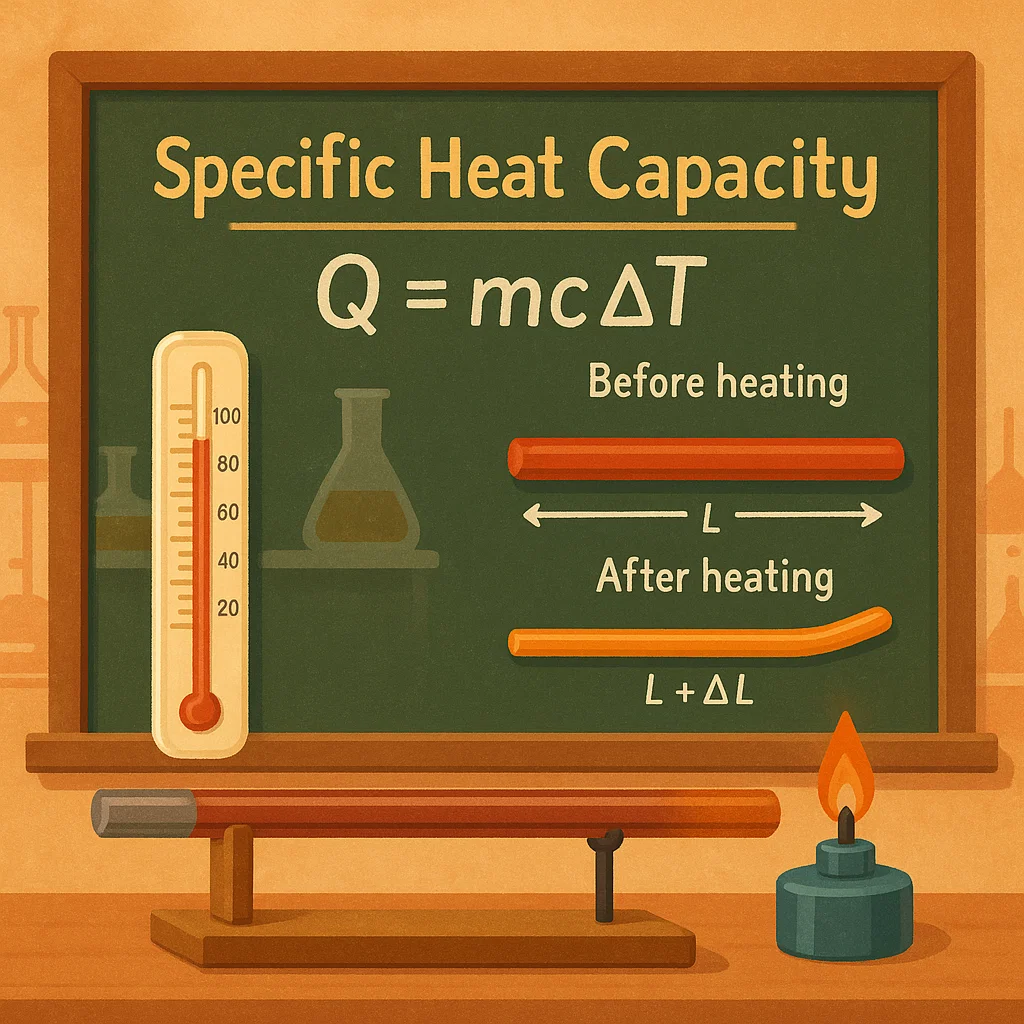 Specific Heat Capacity
Q = mcΔT
Before heating
L
After heating
L + ΔL
100
80
60
40
20